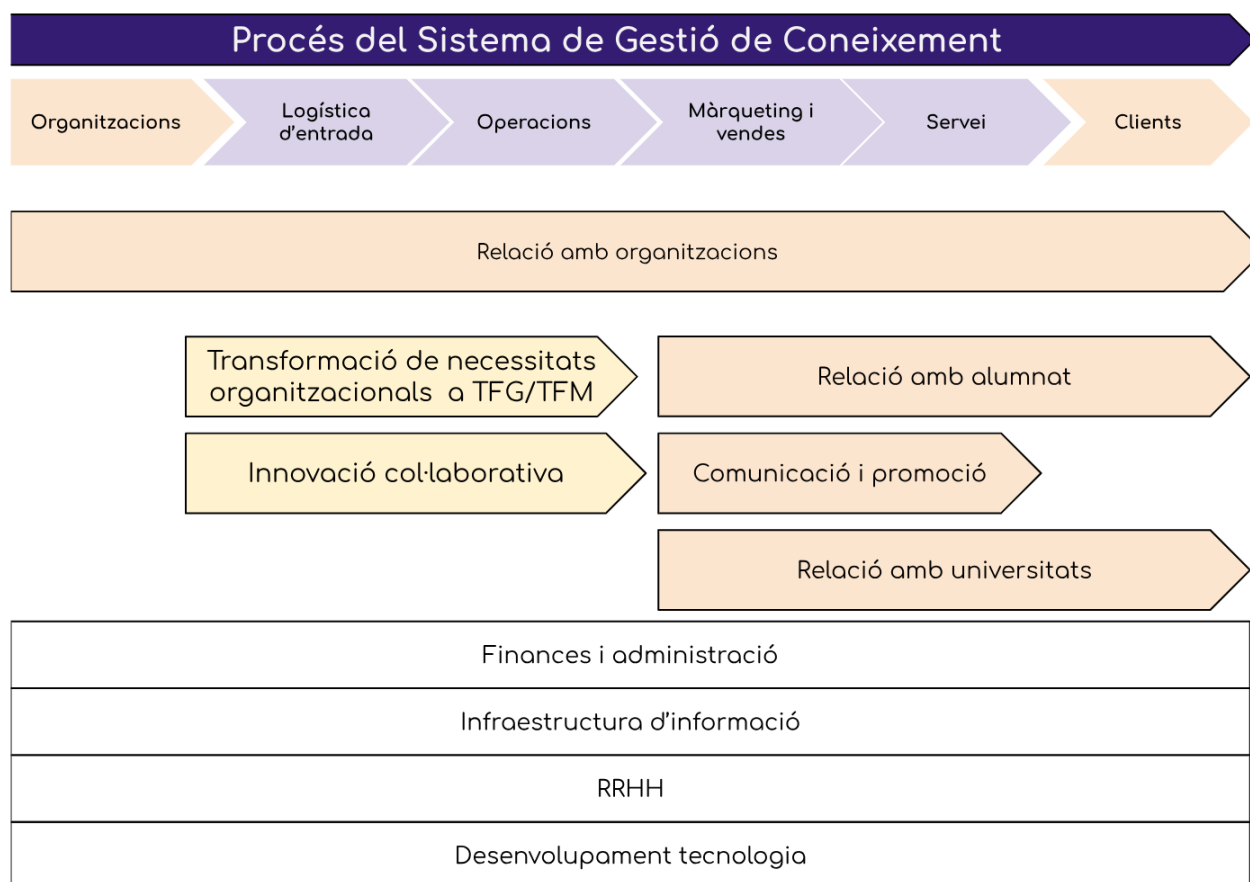 Procés del Sistema de Gestió de Coneixement
Organitzacions
Logística
d'entrada
Operacions
Màrqueting i
vendes
Servei
Clients
Relació amb organitzacions
Transformació de necessitats
organitzacionals a TFG/TFM
Relació amb alumnat
Innovació col·laborativa
Comunicació i promoció
Relació amb universitats
Finances i administració
Infraestructura d'informació
RRHH
Desenvolupament tecnologia